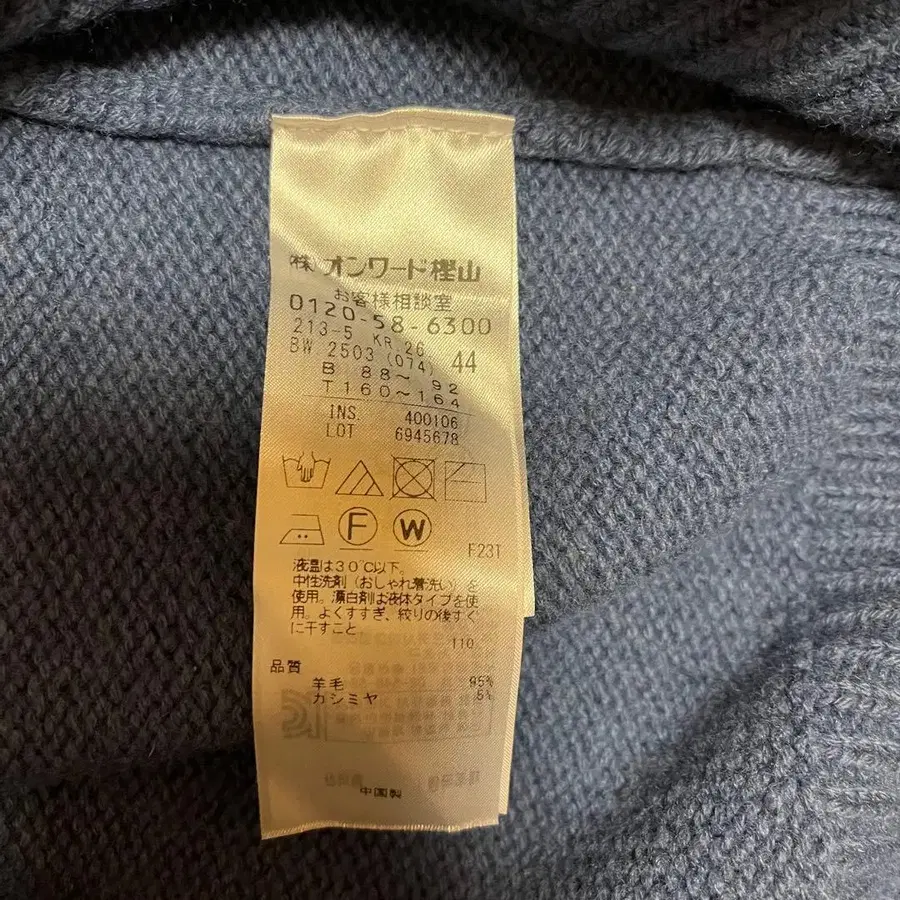 ㈱オンワード樫山
お客様相談室
0120-58-6300
213-5 KR 26
BW 2503 (074) 44
B 88～ 92
T160～164
INS. 400106
LOT 6945678
F W
F23T
液温は30℃以下。
中性洗剤（おしゃれ着洗い）を
使用。漂白剤は液体タイプを使
用。よくすすぎ、絞りの後すぐ
に干すこと
110
品質
羊毛 95%
カシミヤ 5%
中国製